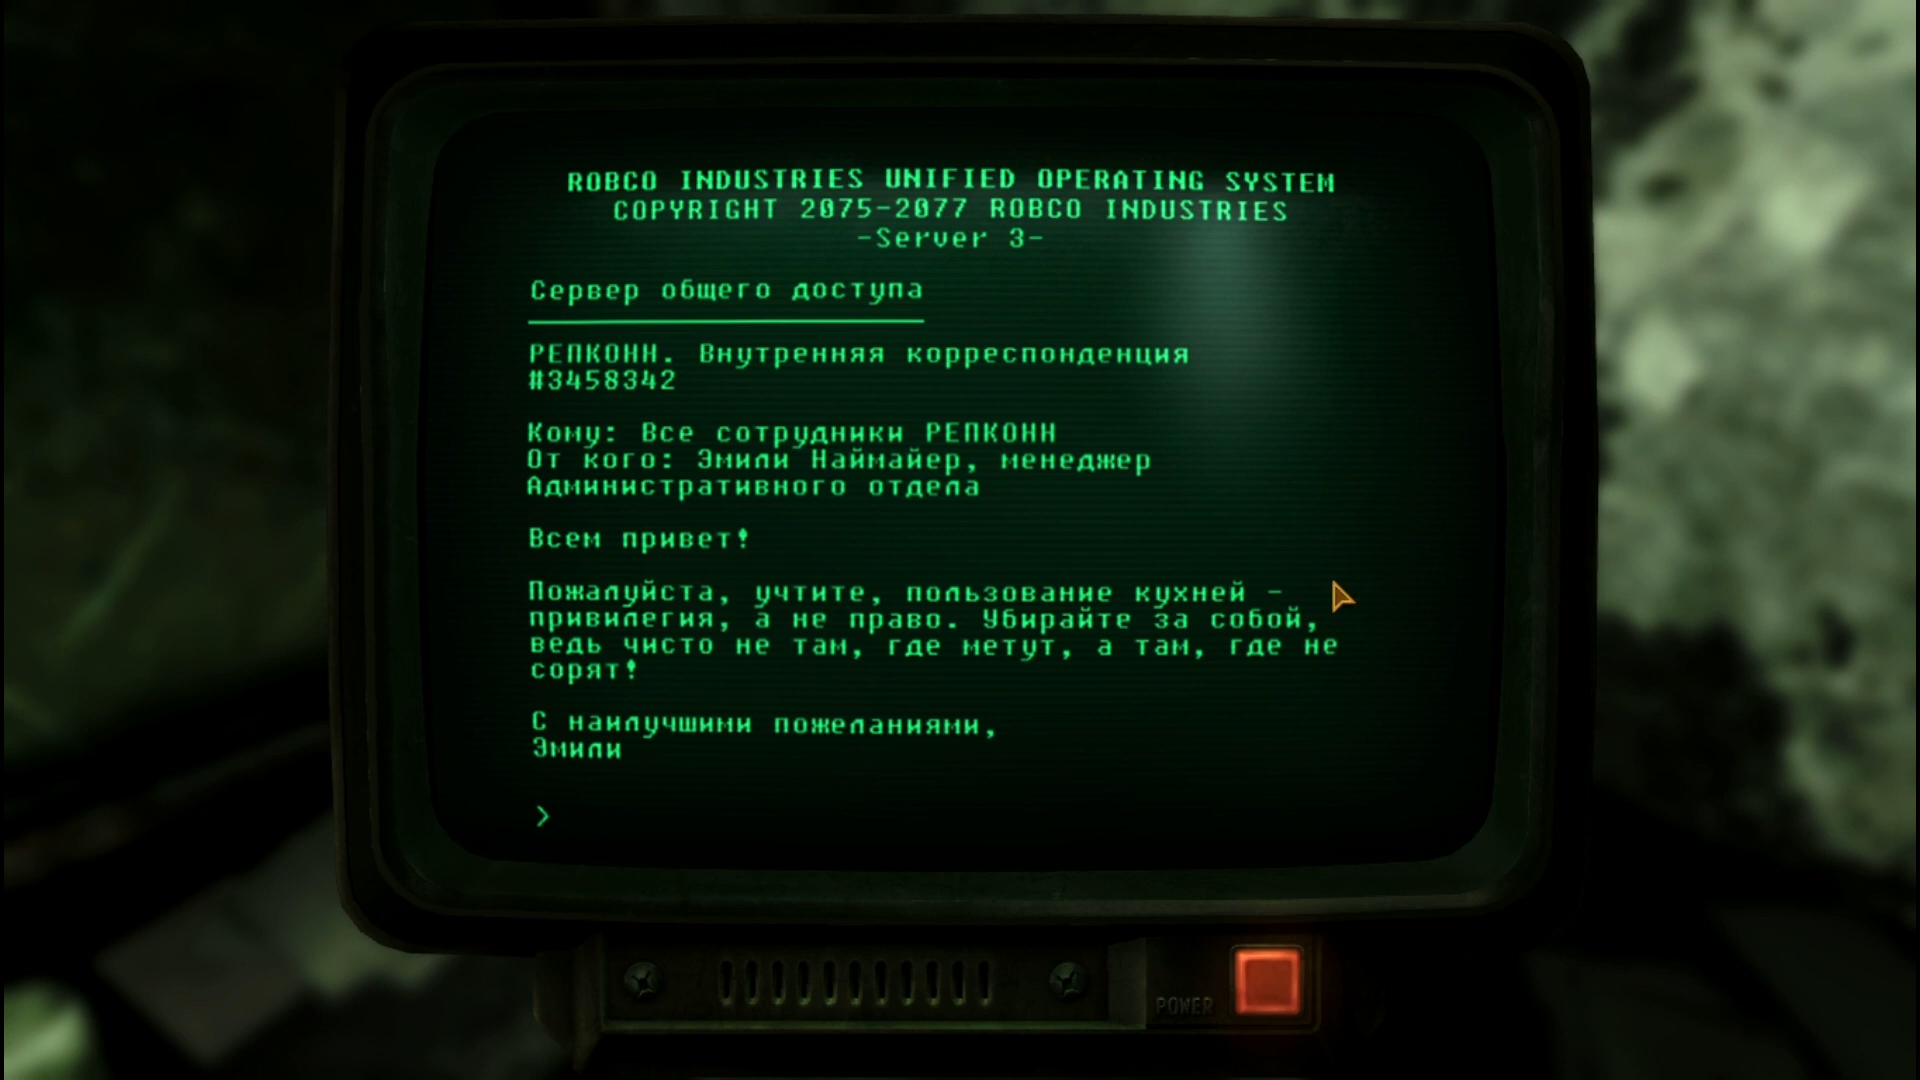 ROBCO INDUSTRIES UNIFIED OPERATING SYSTEM
COPYRIGHT 2075-2077 ROBCO INDUSTRIES
-Server 3-
Сервер общего доступа
РЕПКОНН. Внутренняя корреспонденция
#3458342
Кому: Все сотрудники РЕПКОНН
От кого: Эмили Наймайер, менеджер
Административного отдела
Всем привет!
Пожалуйста, учтите, пользование кухней -
привилегия, а не право. Убирайте за собой,
ведь чисто не там, где метут, а там, где не
сорят!
С наилучшими пожеланиями,
Эмили
>
POWER